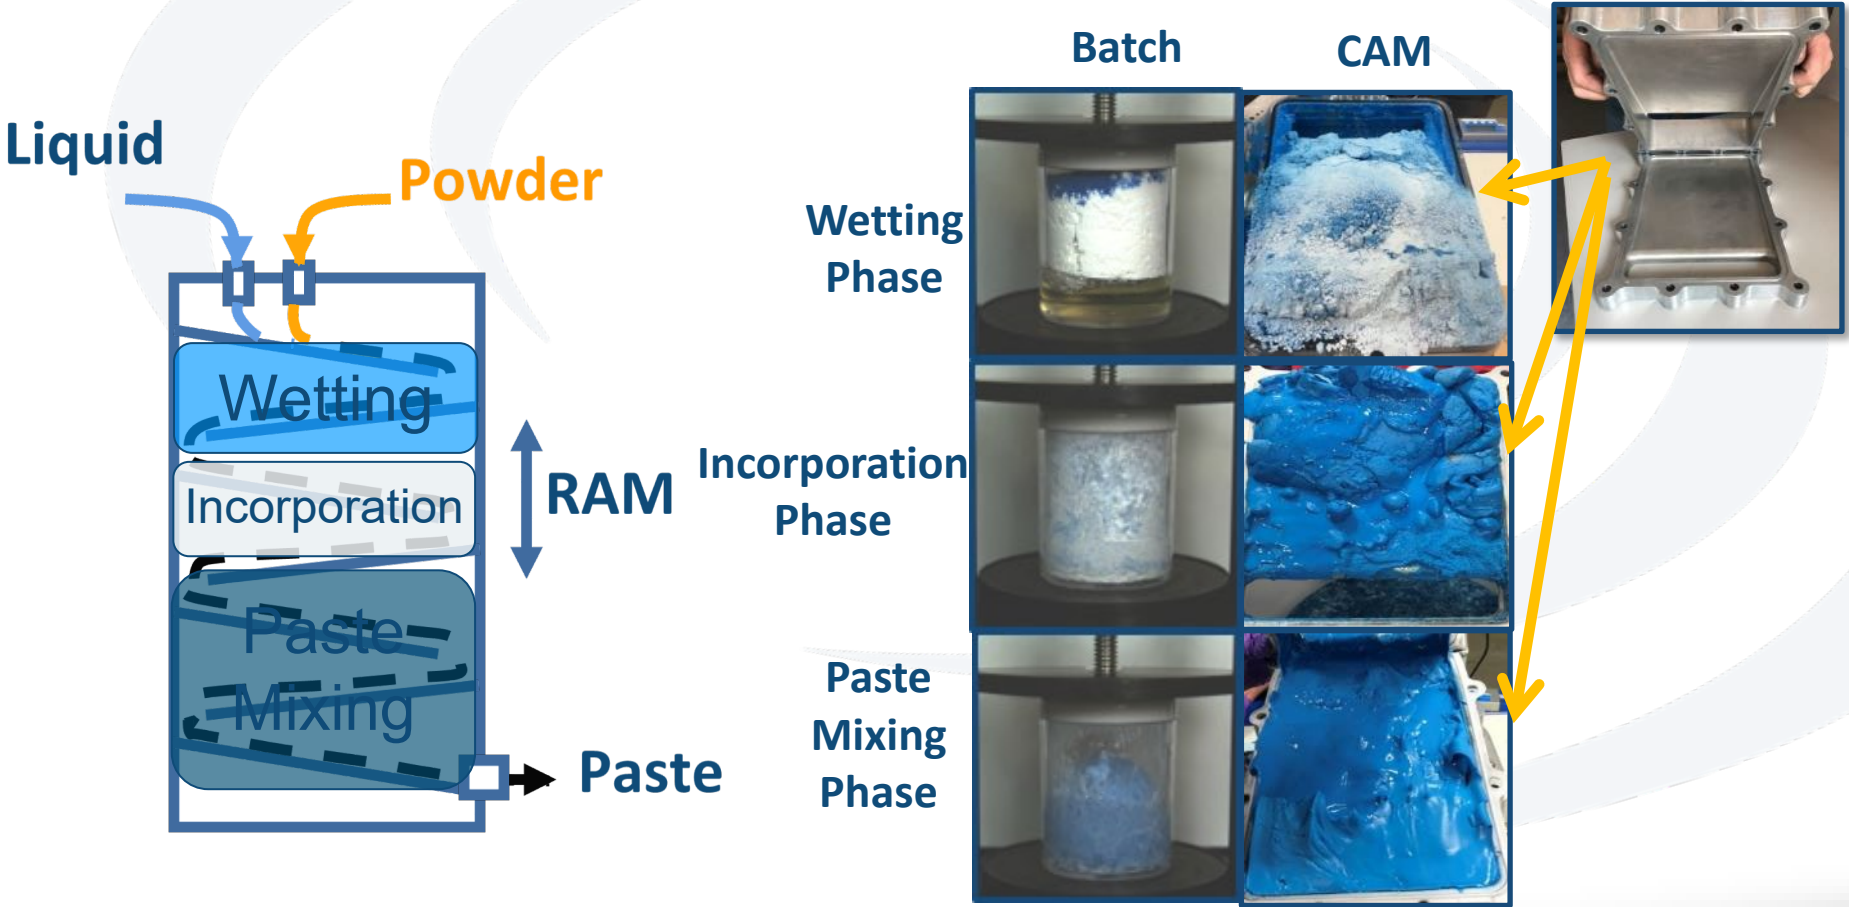 Liquid
Powder
Wetting
Incorporation
RAM
Paste
Mixing
Paste
Batch
CAM
Wetting
Phase
Incorporation
Phase
Paste
Mixing
Phase